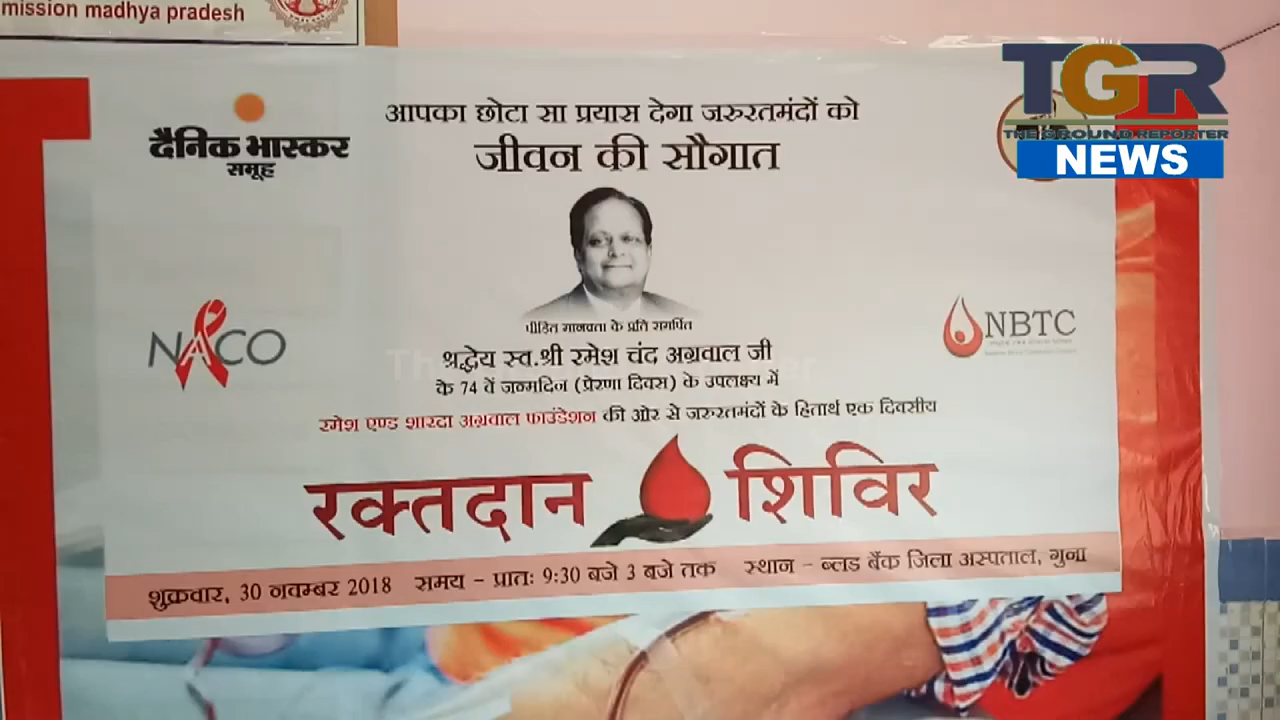 mission madhya pradesh
TGR
THE GROUND REPORTER
NEWS
दैनिक भास्कर
समूह
आपका छोटा सा प्रयास देगा जरुरतमंदों को
जीवन की सौगात
NACO
NBTC
पीड़ित मानवता के प्रति समर्पित
श्रद्धेय स्व.श्री रमेश चंद अग्रवाल जी
के 74 वें जन्मदिन (प्रेरणा दिवस) के उपलक्ष्य में
रमेश एण्ड शारदा अग्रवाल फाउंडेशन की ओर से जरुरतमंदों के हितार्थ एक दिवसीय
रक्तदान शिविर
शुक्रवार, 30 नवम्बर 2018 समय - प्रातः 9:30 बजे 3 बजे तक स्थान - ब्लड बैंक जिला अस्पताल, गुना